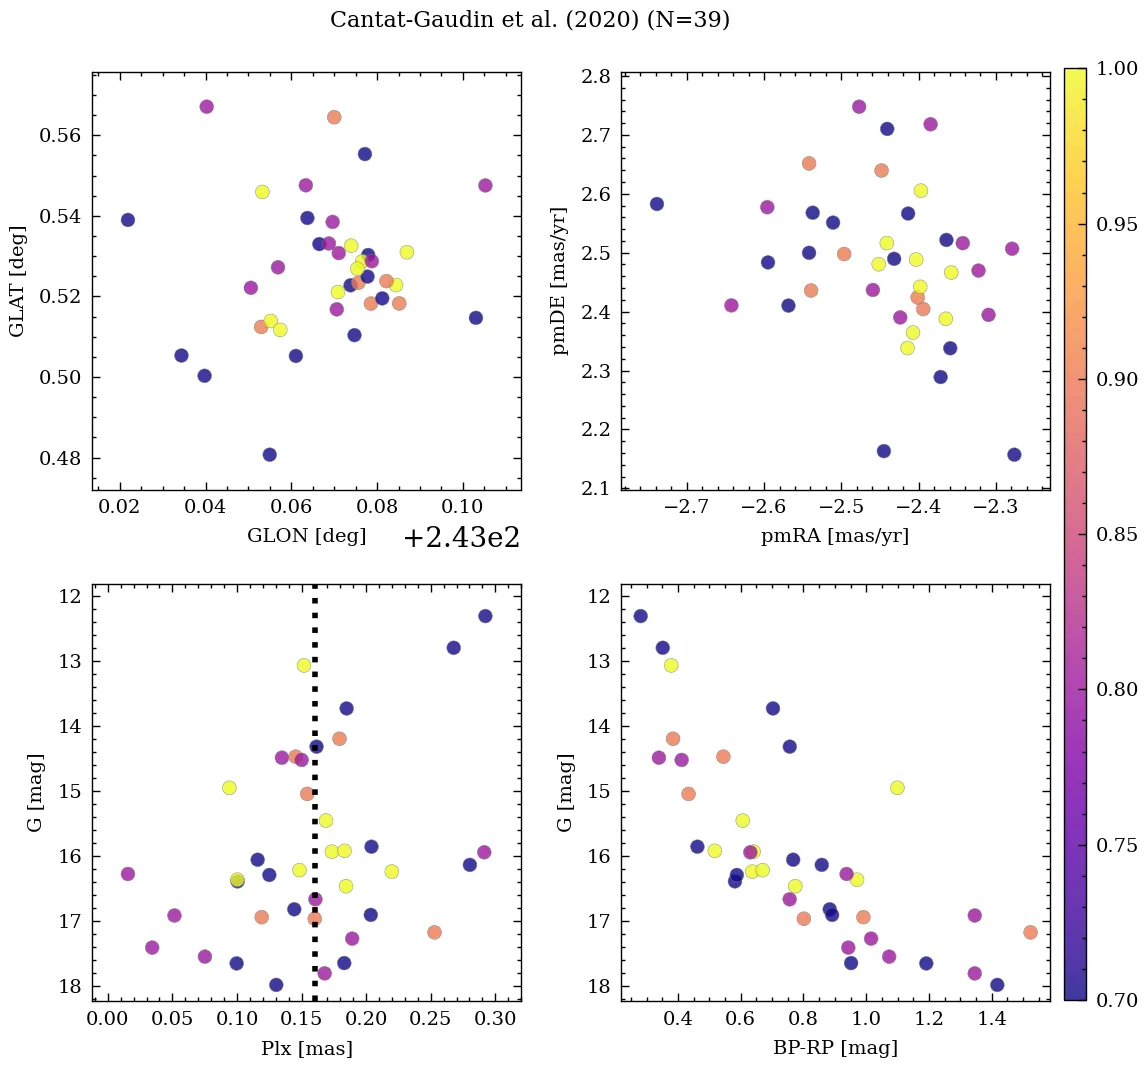 Cantat-Gaudin et al. (2020) (N=39)
GLAT [deg]
0.56
0.54
0.52
0.50
0.48
0.02 0.04 0.06 0.08 0.10
GLON [deg] +2.43e2
pmDE [mas/yr]
2.8
2.7
2.6
2.5
2.4
2.3
2.2
2.1
−2.7 −2.6 −2.5 −2.4 −2.3
pmRA [mas/yr]
G [mag]
12
13
14
15
16
17
18
0.00 0.05 0.10 0.15 0.20 0.25 0.30
Plx [mas]
G [mag]
12
13
14
15
16
17
18
0.4 0.6 0.8 1.0 1.2 1.4
BP-RP [mag]
1.00
0.95
0.90
0.85
0.80
0.75
0.70